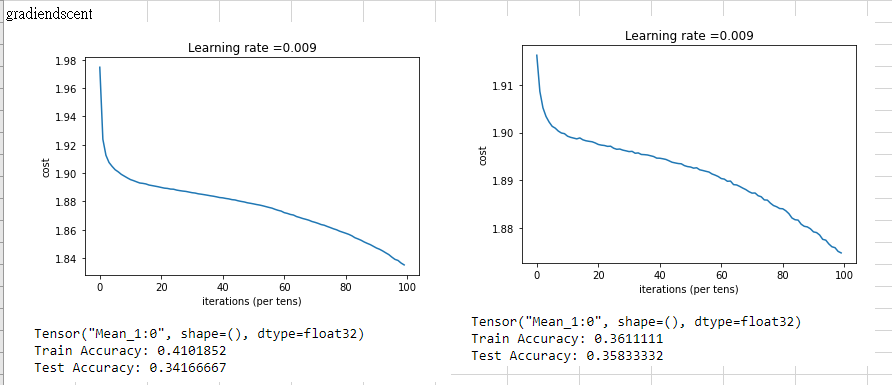 gradiendscent
Learning rate =0.009
1.98
1.96
1.94
1.92
1.90
1.88
1.86
1.84
cost
0
20
40
60
80
100
iterations (per tens)
Tensor("Mean_1:0", shape=(), dtype=float32)
Train Accuracy: 0.4101852
Test Accuracy: 0.34166667
Learning rate =0.009
1.91
1.90
1.89
1.88
cost
0
20
40
60
80
100
iterations (per tens)
Tensor("Mean_1:0", shape=(), dtype=float32)
Train Accuracy: 0.3611111
Test Accuracy: 0.35833332